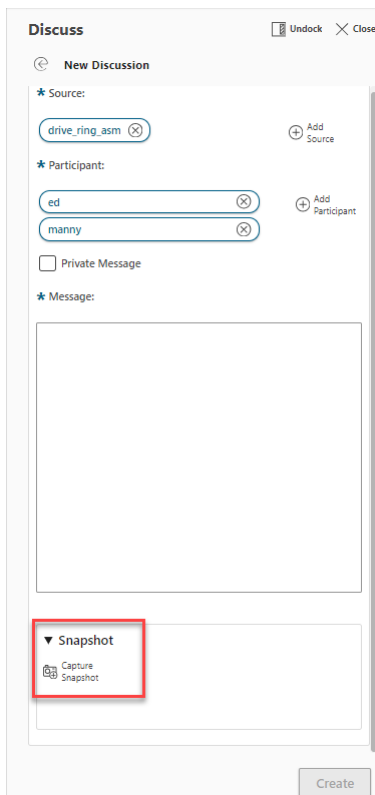 Discuss
Undock
Close
New Discussion
* Source:
drive_ring_asm
Add
Source
* Participant:
ed
Add
Participant
manny
Private Message
* Message:
Snapshot
Capture
Snapshot
Create